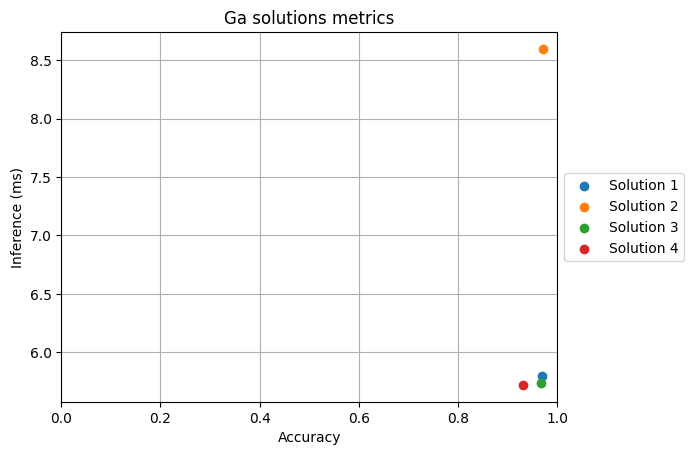 Ga solutions metrics
8.5
8.0
7.5
7.0
6.5
6.0
Inference (ms)
0.0 0.2 0.4 0.6 0.8 1.0
Accuracy
Solution 1
Solution 2
Solution 3
Solution 4